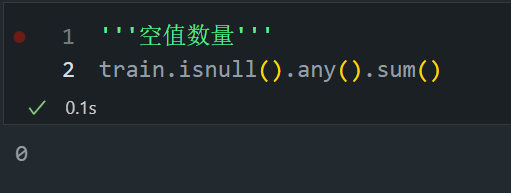 1 '''空值数量'''
2 train.isnull().any().sum()
0.1s
0